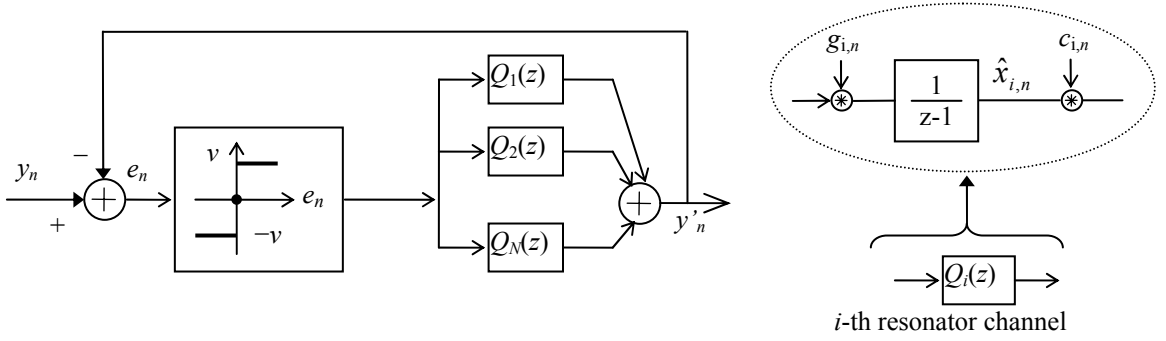 y_n
+
−
e_n
v
e_n
−v
Q_1(z)
Q_2(z)
Q_N(z)
y'_n
g_{i,n}
1
z-1
x̂_{i,n}
c_{i,n}
Q_i(z)
i-th resonator channel